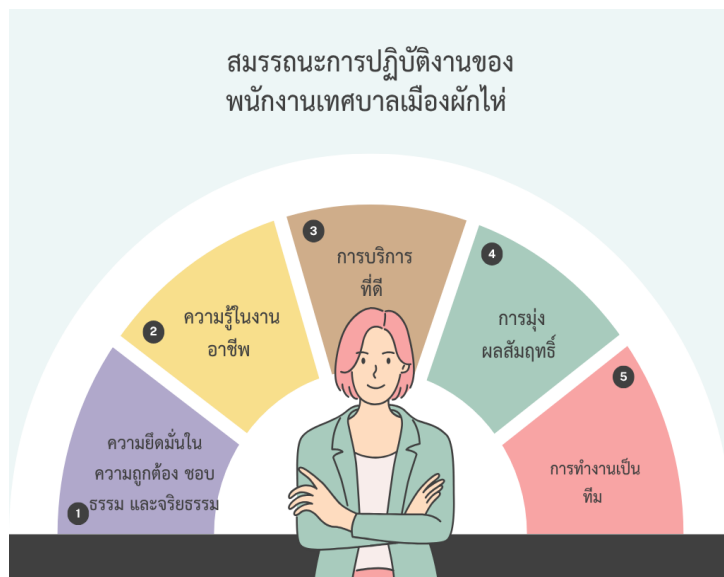 สมรรถนะการปฏิบัติงานของ
พนักงานเทศบาลเมืองผักไห่
1
ความยึดมั่นใน
ความถูกต้อง ชอบ
ธรรม และจริยธรรม
2
ความรู้ในงาน
อาชีพ
3
การบริการ
ที่ดี
4
การมุ่ง
ผลสัมฤทธิ์
5
การทำงานเป็น
ทีม